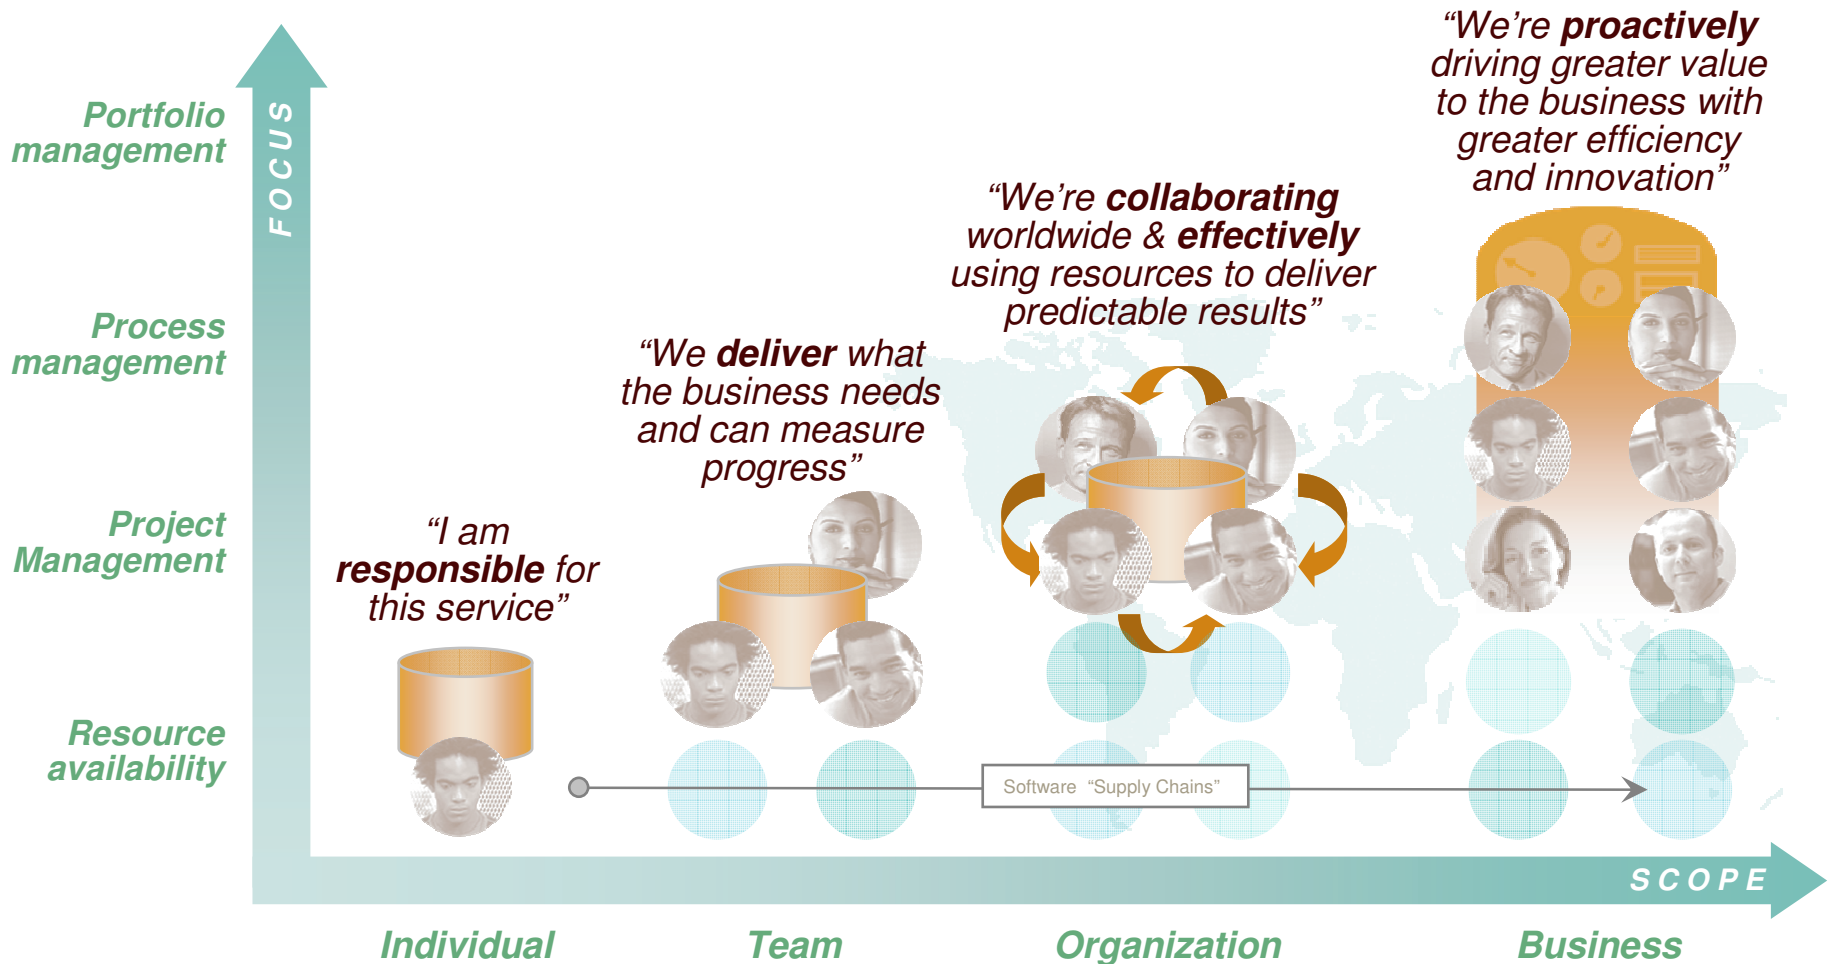 “We’re proactively
driving greater value
to the business with
greater efficiency
and innovation”
Portfolio
management
FOCUS
“We’re collaborating
worldwide & effectively
using resources to deliver
predictable results”
Process
management
“We deliver what
the business needs
and can measure
progress”
Project
Management
“I am
responsible for
this service”
Resource
availability
Software “Supply Chains”
SCOPE
Individual
Team
Organization
Business